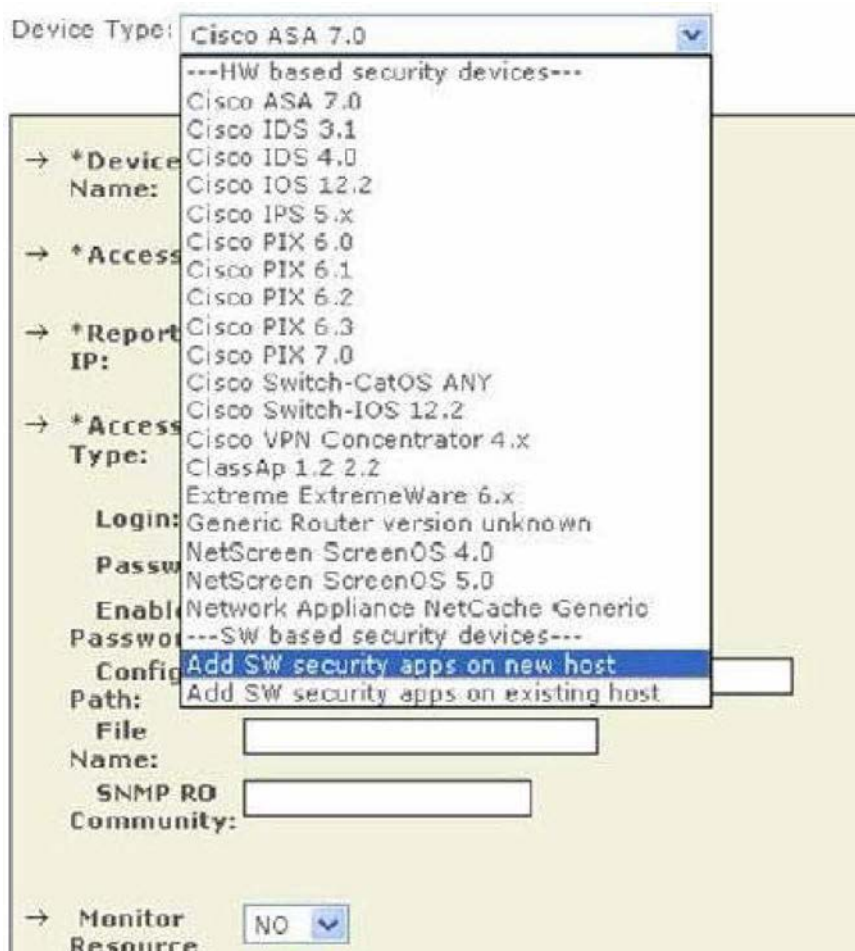 Device Type: Cisco ASA 7.0
---HW based security devices---
Cisco ASA 7.0
Cisco IDS 3.1
Cisco IDS 4.0
Cisco IOS 12.2
Cisco IPS 5.x
Cisco PIX 6.0
Cisco PIX 6.1
Cisco PIX 6.2
Cisco PIX 6.3
Cisco PIX 7.0
Cisco Switch-CatOS ANY
Cisco Switch-IOS 12.2
Cisco VPN Concentrator 4.x
ClassAp 1.2 2.2
Extreme ExtremeWare 6.x
Generic Router version unknown
NetScreen ScreenOS 4.0
NetScreen ScreenOS 5.0
Network Appliance NetCache Generic
---SW based security devices---
Add SW security apps on new host
Add SW security apps on existing host
→ *Device
Name:
→ *Access
→ *Report
IP:
→ *Access
Type:
Login:
Passw
Enabl
Passwor
Config
Path:
File
Name:
SNMP RO
Community:
→ Monitor
Resource
NO